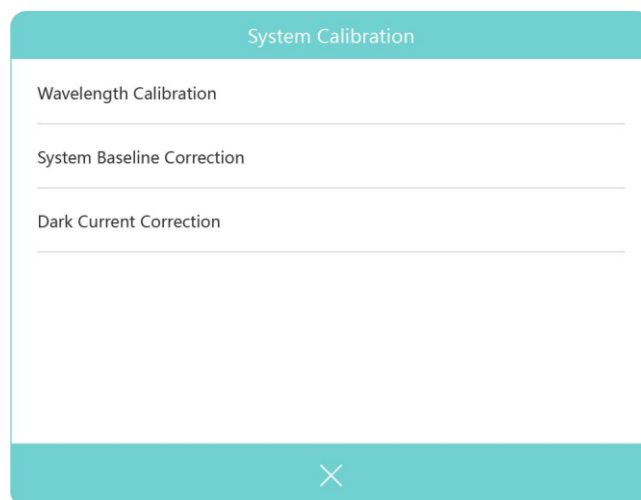 System Calibration
Wavelength Calibration
System Baseline Correction
Dark Current Correction